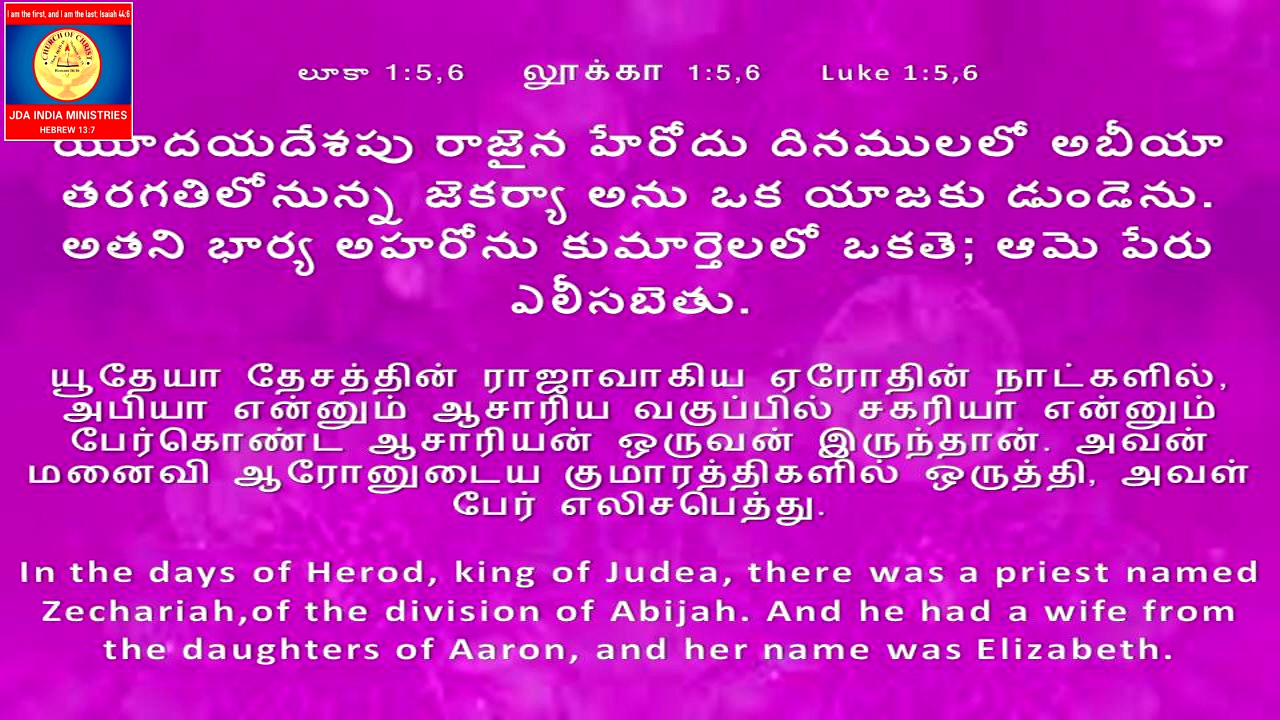 I am the first, and I am the last; Isaiah 44:6
CHURCH OF CHRIST
JDA INDIA MINISTRIES
HEBREW 13:7
లూకా 1:5,6 லூக்கா 1:5,6 Luke 1:5,6
యూదయదేశపు రాజైన హేరోదు దినములలో అబీయా
తరగతిలోనున్న జెకర్యా అను ఒక యాజకు డుండెను.
అతని భార్య అహరోను కుమార్తెలలో ఒకతె; ఆమె పేరు
ఎలీసబెతు.
யூதேயா தேசத்தின் ராஜாவாகிய ஏரோதின் நாட்களில்,
அபியா என்னும் ஆசாரிய வகுப்பில் சகரியா என்னும்
பேர்கொண்ட ஆசாரியன் ஒருவன் இருந்தான். அவன்
மனைவி ஆரோனுடைய குமாரத்திகளில் ஒருத்தி, அவள்
பேர் எலிசபெத்து.
In the days of Herod, king of Judea, there was a priest named
Zechariah,of the division of Abijah. And he had a wife from
the daughters of Aaron, and her name was Elizabeth.